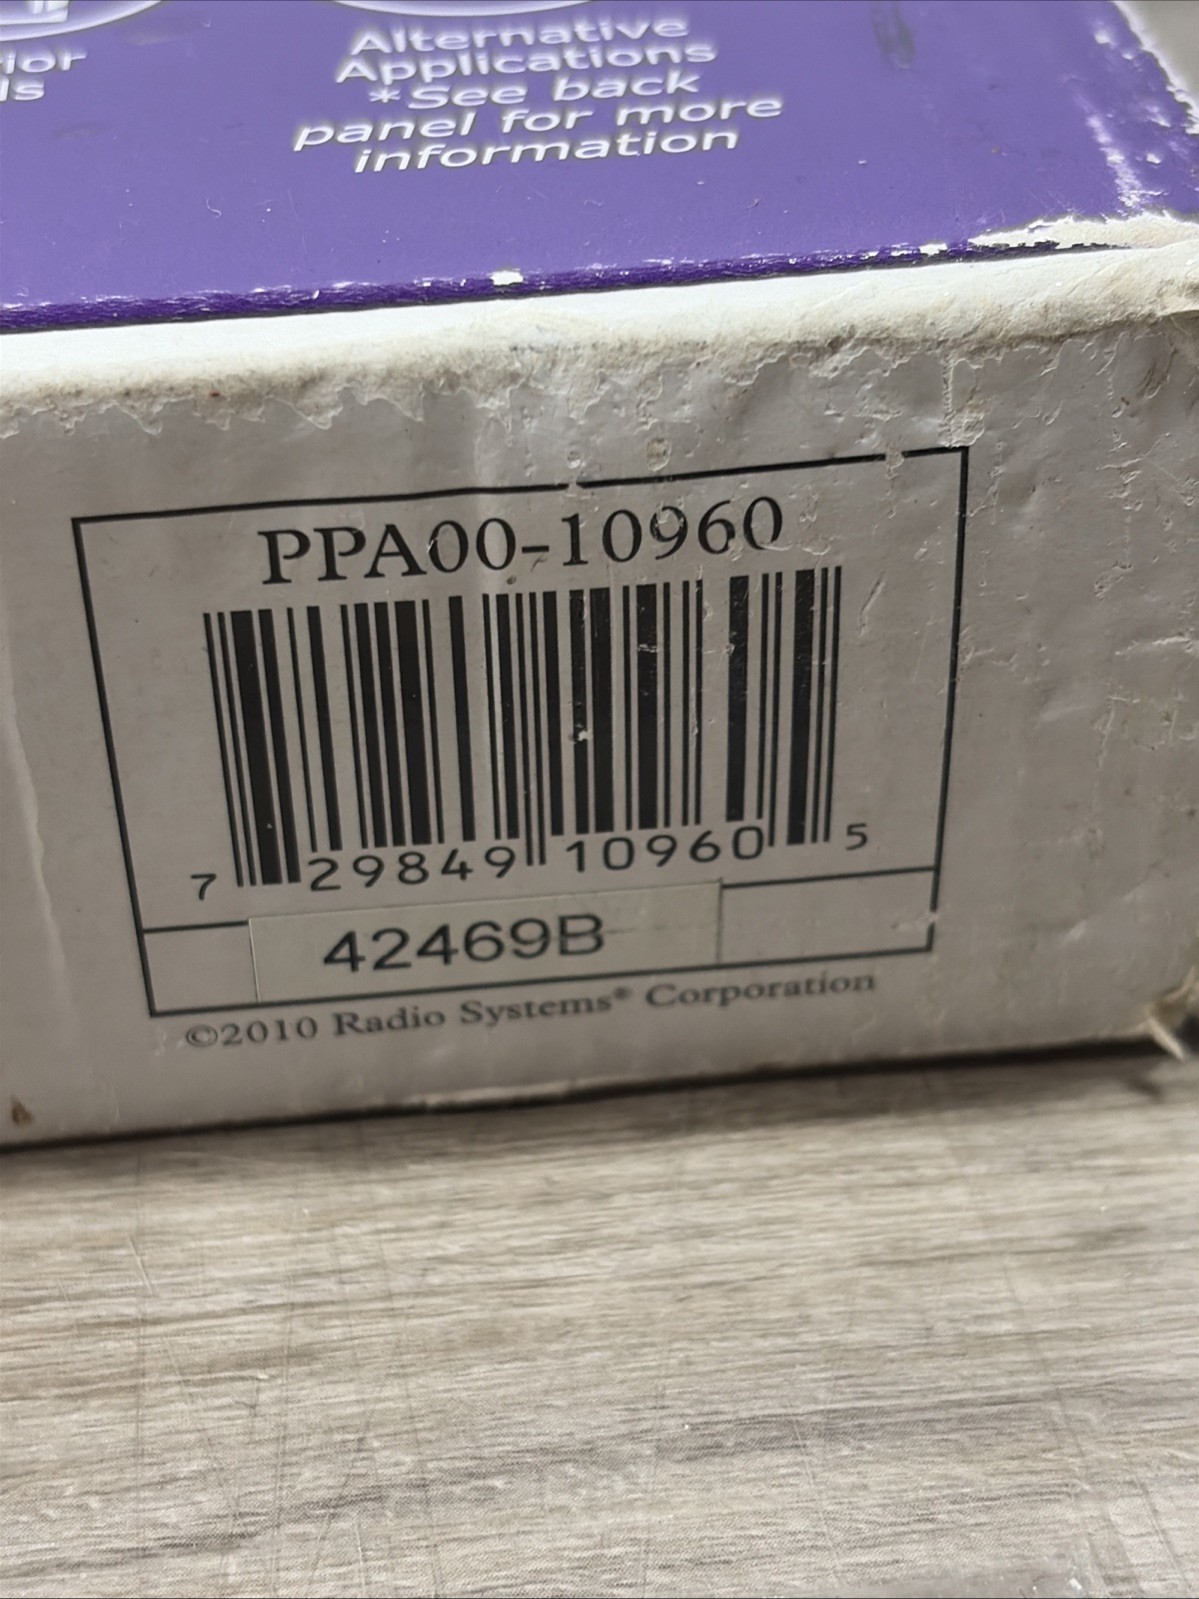 Alternative
Applications
*See back
panel for more
information
PPA00-10960
7 29849 10960 5
42469B
©2010 Radio Systems® Corporation